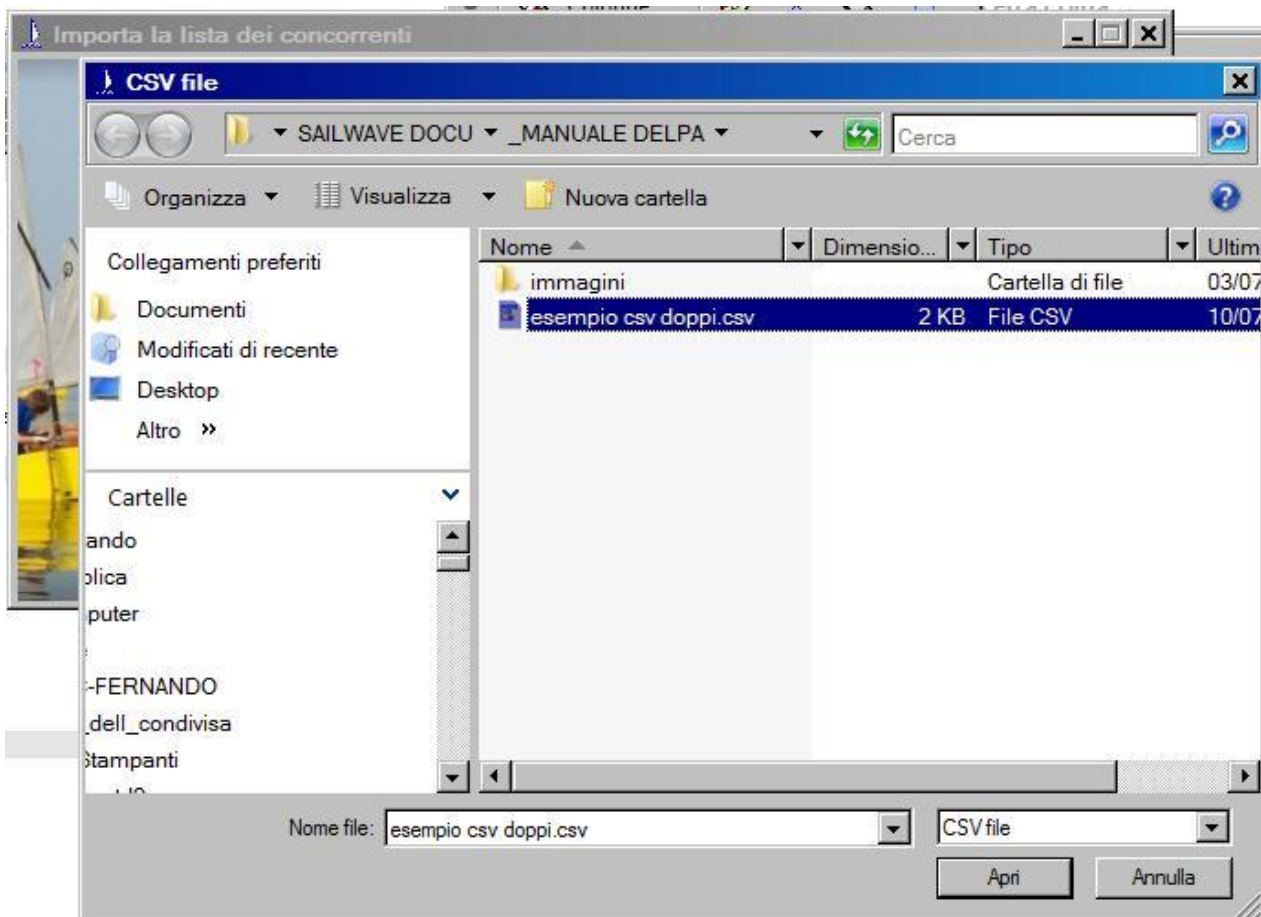 Importa la lista dei concorrenti
CSV file
SAILWAVE DOCU _MANUALE DELPA
Cerca
Organizza Visualizza Nuova cartella
Collegamenti preferiti
Documenti
Modificati di recente
Desktop
Altro »
Cartelle
ando
olica
puter
-FERNANDO
_dell_condivisa
Stampanti
Nome Dimensio... Tipo Ultim
immagini Cartella di file 03/07
esempio csv doppi.csv 2 KB File CSV 10/07
Nome file: esempio csv doppi.csv CSV file
Apri Annulla